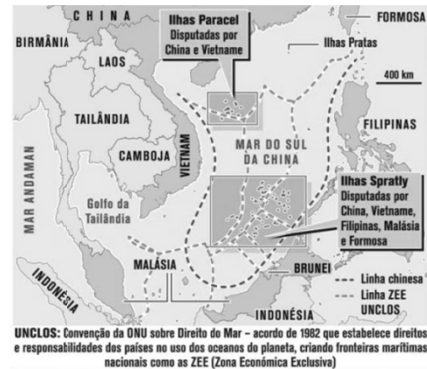 CHINA
FORMOSA
Ilhas Paracel
Disputadas por
China e Vietname
Ilhas Pratas
BIRMÂNIA
LAOS
400 km
TAILÂNDIA
VIETNAM
FILIPINAS
MAR DO SUL
DA CHINA
CAMBOJA
MAR ANDAMAN
Golfo da
Tailândia
Ilhas Spratly
Disputadas por
China, Vietname,
Filipinas, Malásia
e Formosa
MALÁSIA
BRUNEI
INDONÉSIA
INDONÉSIA
Linha chinesa
Linha ZEE
UNCLOS
UNCLOS: Convenção da ONU sobre Direito do Mar – acordo de 1982 que estabelece direitos
e responsabilidades dos países no uso dos oceanos do planeta, criando fronteiras marítimas
nacionais como as ZEE (Zona Económica Exclusiva)